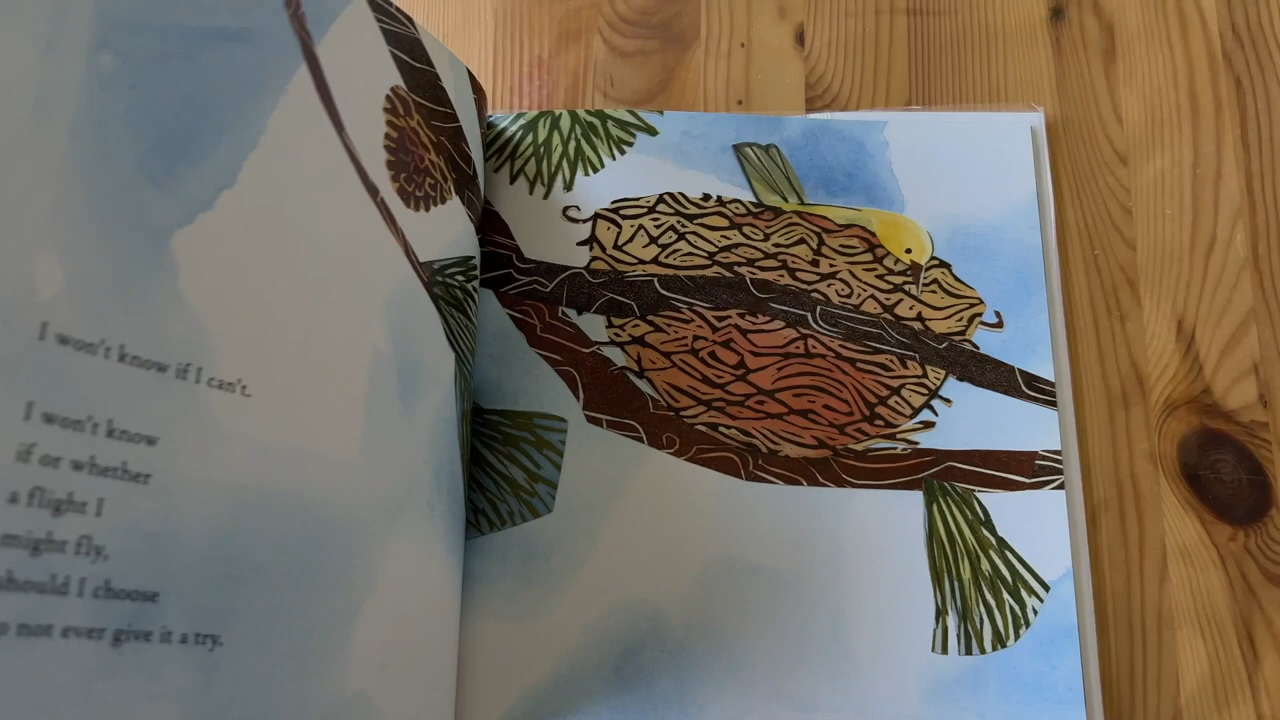 I won't know if I can't.
I won't know
if or whether
a flight I
might fly,
should I choose
not ever give it a try.